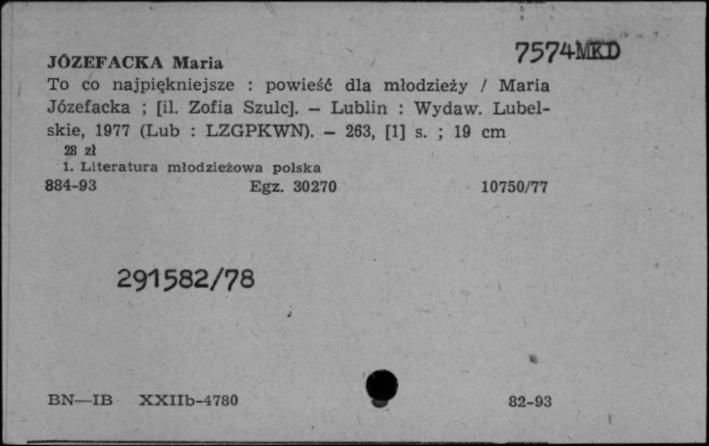 7574MKD
JÓZEFACKA Maria
To co najpiękniejsze : powieść dla młodzieży / Maria
Józefacka ; [il. Zofia Szulc]. — Lublin : Wydaw. Lubel-
skie, 1977 (Lub : LZGPKWN). — 263, [1] s. ; 19 cm
28 zł
1. Literatura młodzieżowa polska
884-93 Egz. 30270 10750/77
291582/78
BN—IB XXIIb-4780 82-93